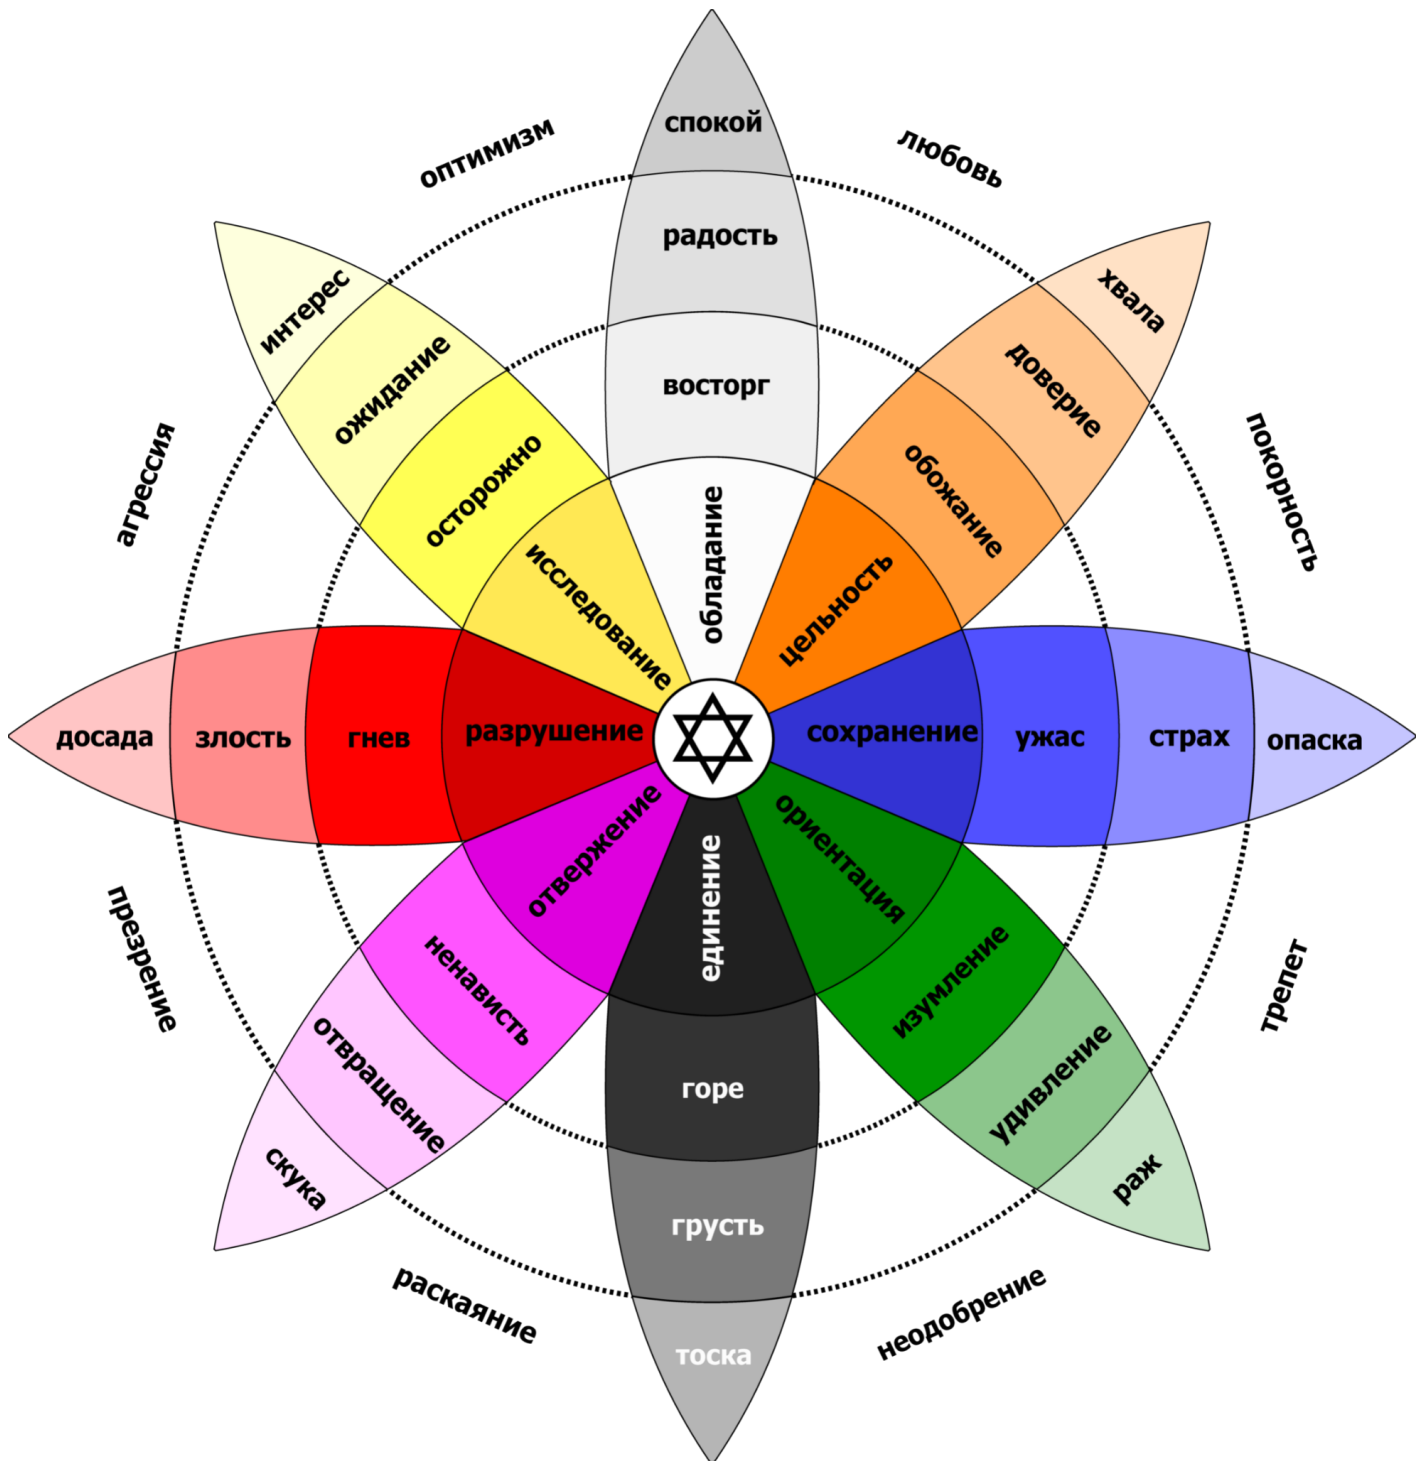 спокой
оптимизм
любовь
радость
интерес
хвала
ожидание
доверие
восторг
осторожно
обожание
агрессия
покорность
обладание
исследование
цельность
досада
злость
гнев
разрушение
сохранение
ужас
страх
опаска
отвержение
единение
ориентация
презрение
ненависть
изумление
трепет
отвращение
горе
удивление
скука
грусть
раж
раскаяние
неодобрение
тоска